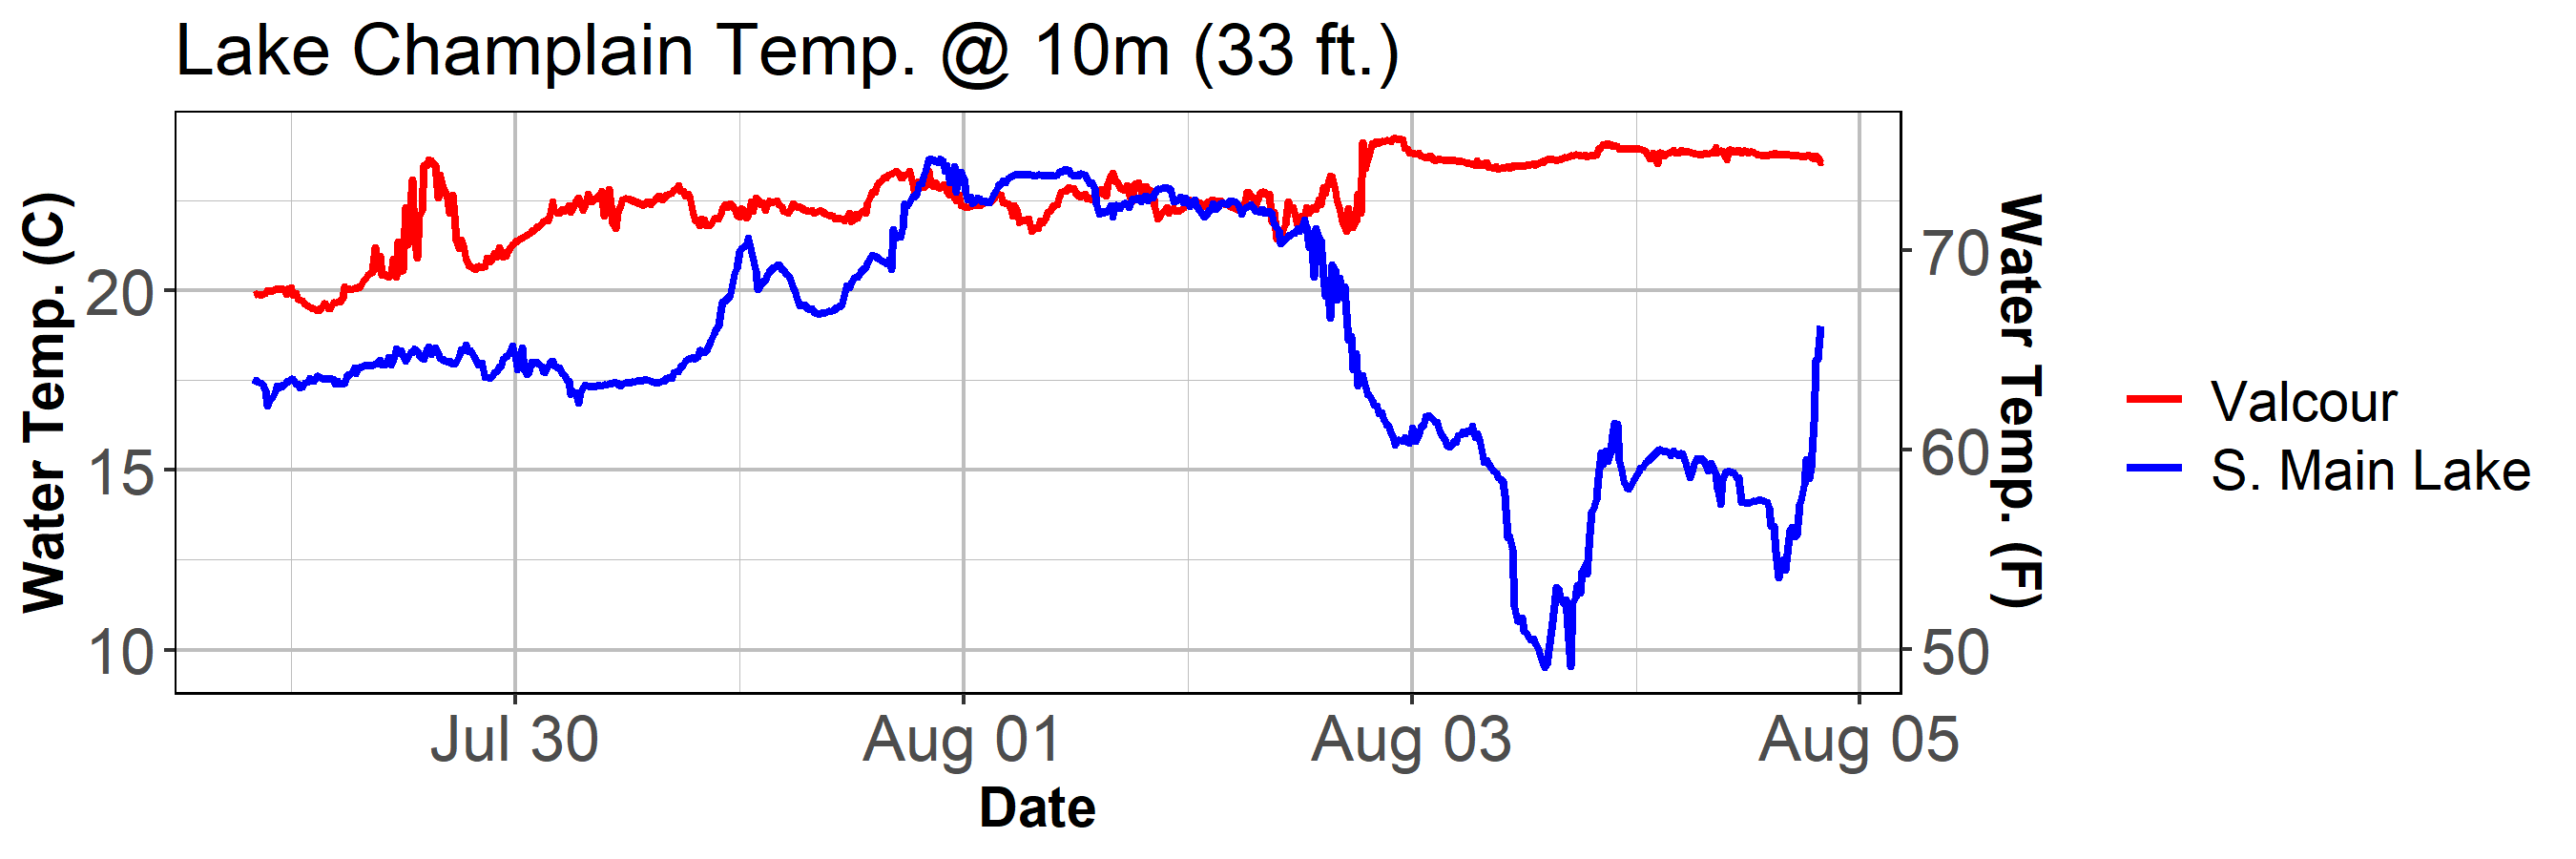 Lake Champlain Temp. @ 10m (33 ft.)
Water Temp. (C)
20
15
10
70
60
50
Water Temp. (F)
Jul 30
Aug 01
Aug 03
Aug 05
Date
Valcour
S. Main Lake